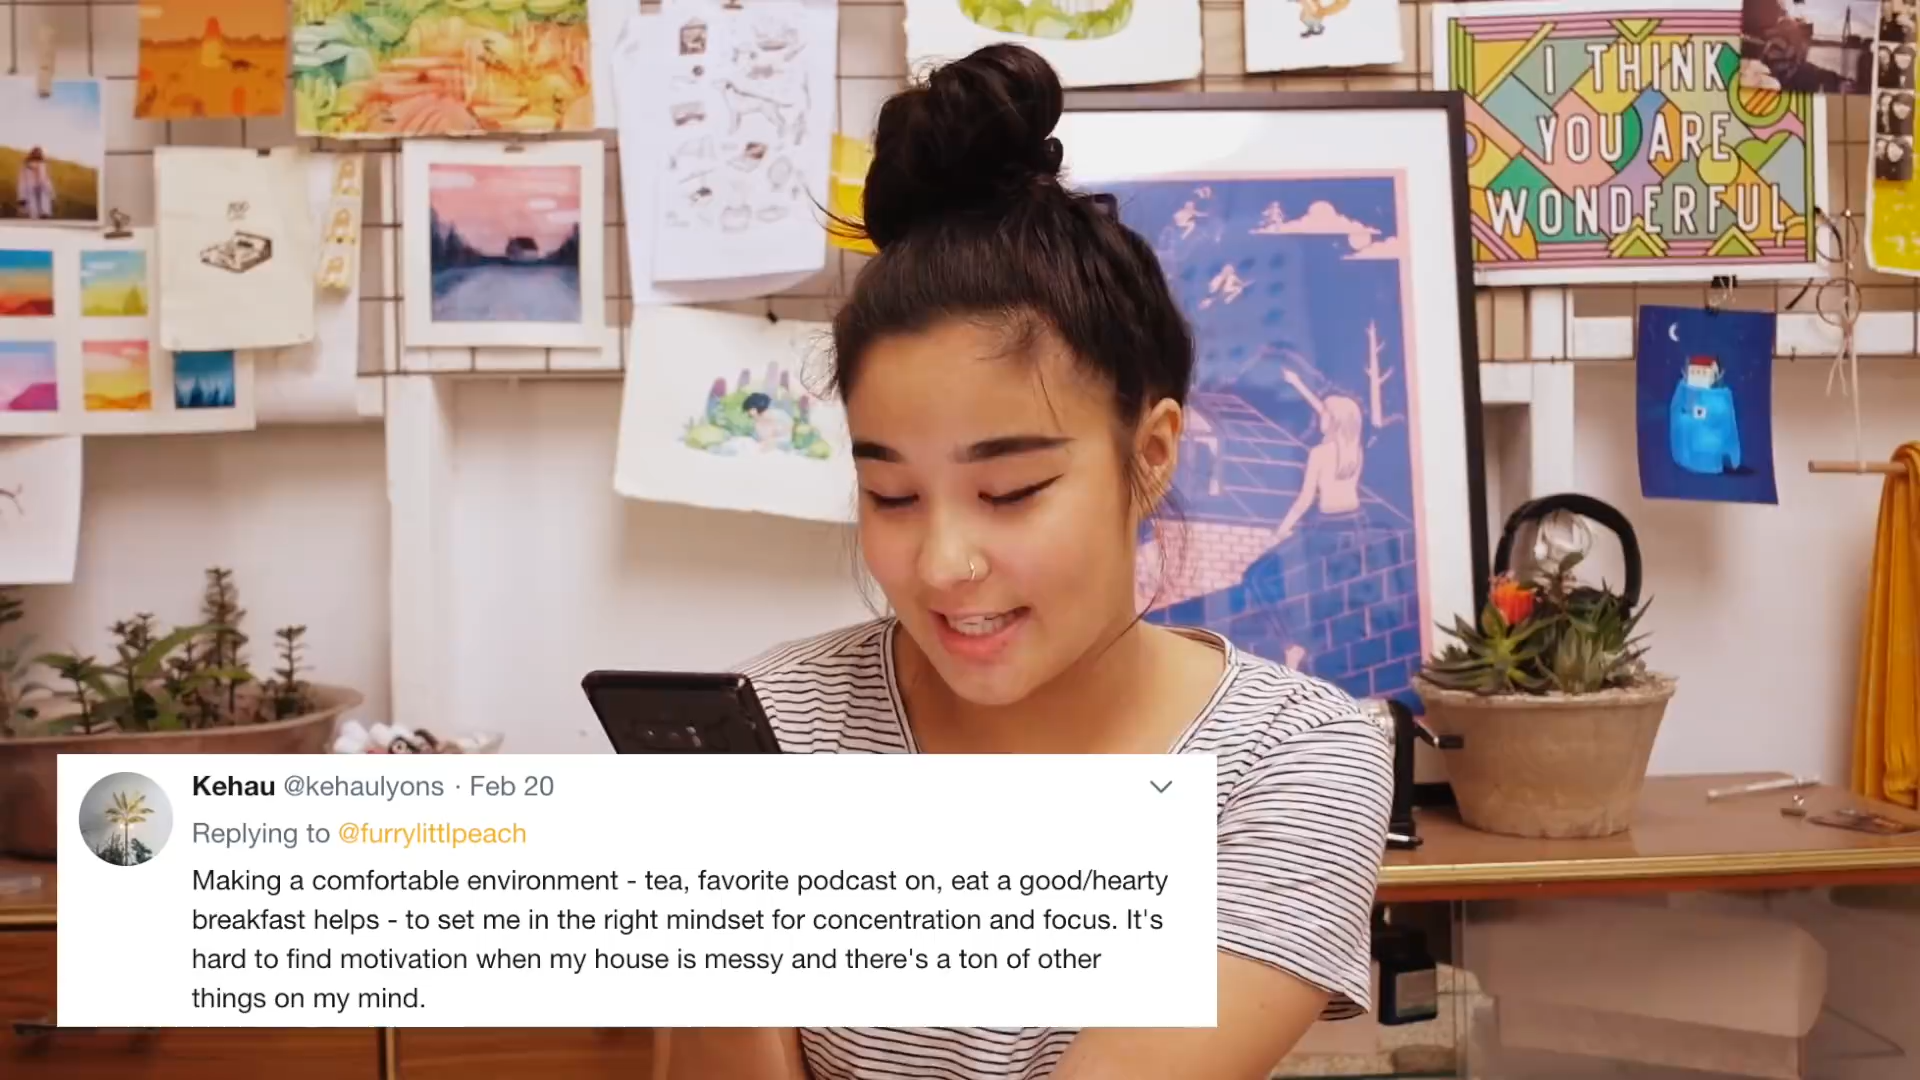 I THINK
YOU ARE
WONDERFUL
Kehau @kehaulyons · Feb 20
Replying to @furrylittlpeach
Making a comfortable environment - tea, favorite podcast on, eat a good/hearty
breakfast helps - to set me in the right mindset for concentration and focus. It's
hard to find motivation when my house is messy and there's a ton of other
things on my mind.